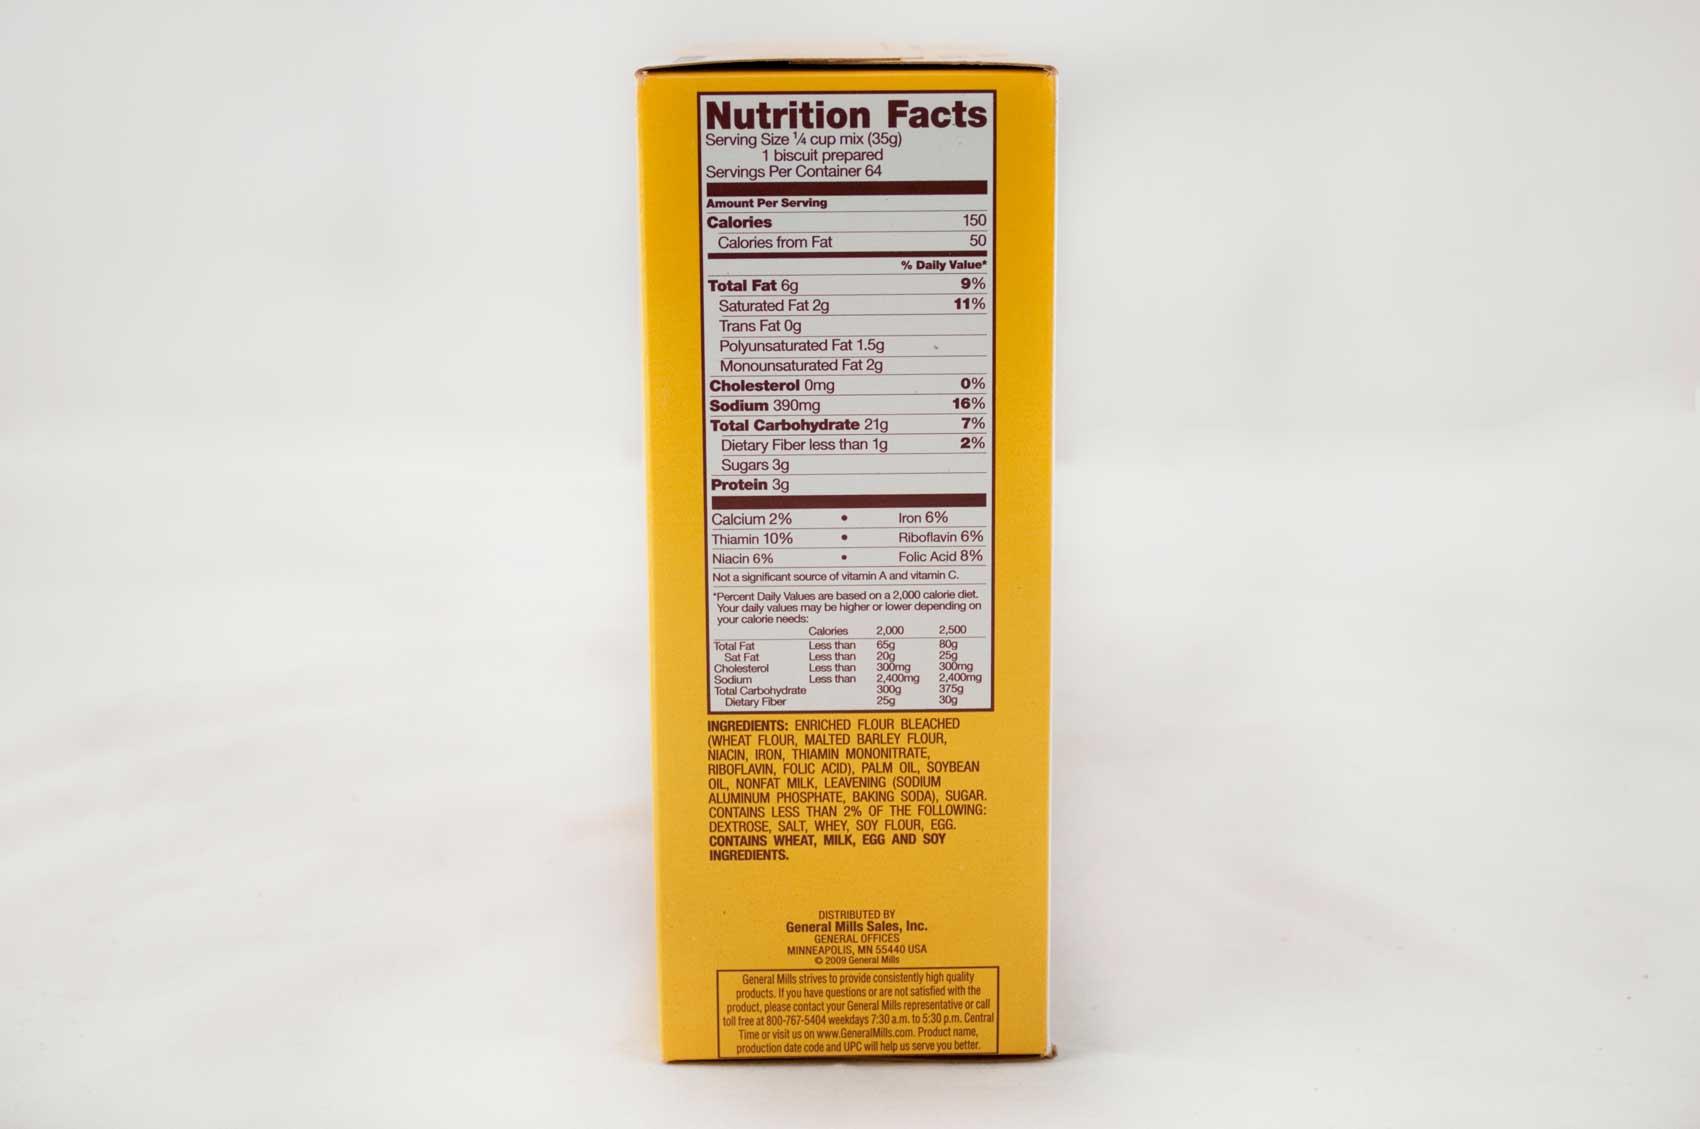 Nutrition Facts
Serving Size ¼ cup mix (35g)
1 biscuit prepared
Servings Per Container 64
Amount Per Serving
Calories 150
Calories from Fat 50
% Daily Value*
Total Fat 6g 9%
Saturated Fat 2g 11%
Trans Fat 0g
Polyunsaturated Fat 1.5g
Monounsaturated Fat 2g
Cholesterol 0mg 0%
Sodium 390mg 16%
Total Carbohydrate 21g 7%
Dietary Fiber less than 1g 2%
Sugars 3g
Protein 3g
Calcium 2% • Iron 6%
Thiamin 10% • Riboflavin 6%
Niacin 6% • Folic Acid 8%
Not a significant source of vitamin A and vitamin C.
*Percent Daily Values are based on a 2,000 calorie diet.
Your daily values may be higher or lower depending on
your calorie needs:
Calories 2,000 2,500
Total Fat Less than 65g 80g
Sat Fat Less than 20g 25g
Cholesterol Less than 300mg 300mg
Sodium Less than 2,400mg 2,400mg
Total Carbohydrate 300g 375g
Dietary Fiber 25g 30g
INGREDIENTS: ENRICHED FLOUR BLEACHED
(WHEAT FLOUR, MALTED BARLEY FLOUR,
NIACIN, IRON, THIAMIN MONONITRATE,
RIBOFLAVIN, FOLIC ACID), PALM OIL, SOYBEAN
OIL, NONFAT MILK, LEAVENING (SODIUM
ALUMINUM PHOSPHATE, BAKING SODA), SUGAR.
CONTAINS LESS THAN 2% OF THE FOLLOWING:
DEXTROSE, SALT, WHEY, SOY FLOUR, EGG.
CONTAINS WHEAT, MILK, EGG AND SOY
INGREDIENTS.
DISTRIBUTED BY
General Mills Sales, Inc.
GENERAL OFFICES
MINNEAPOLIS, MN 55440 USA
© 2009 General Mills
General Mills strives to provide consistently high quality
products. If you have questions or are not satisfied with the
product, please contact your General Mills representative or call
toll free at 800-767-5404 weekdays 7:30 a.m. to 5:30 p.m. Central
Time or visit us on www.GeneralMills.com. Product name,
production date code and UPC will help us serve you better.